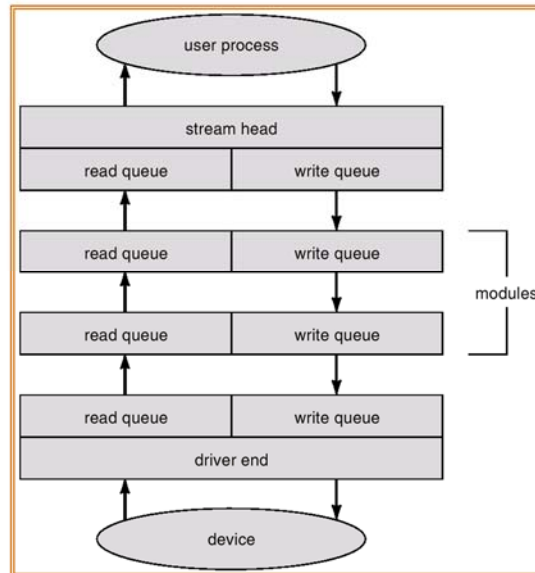 user process
stream head
read queue write queue
read queue write queue
modules
read queue write queue
read queue write queue
driver end
device